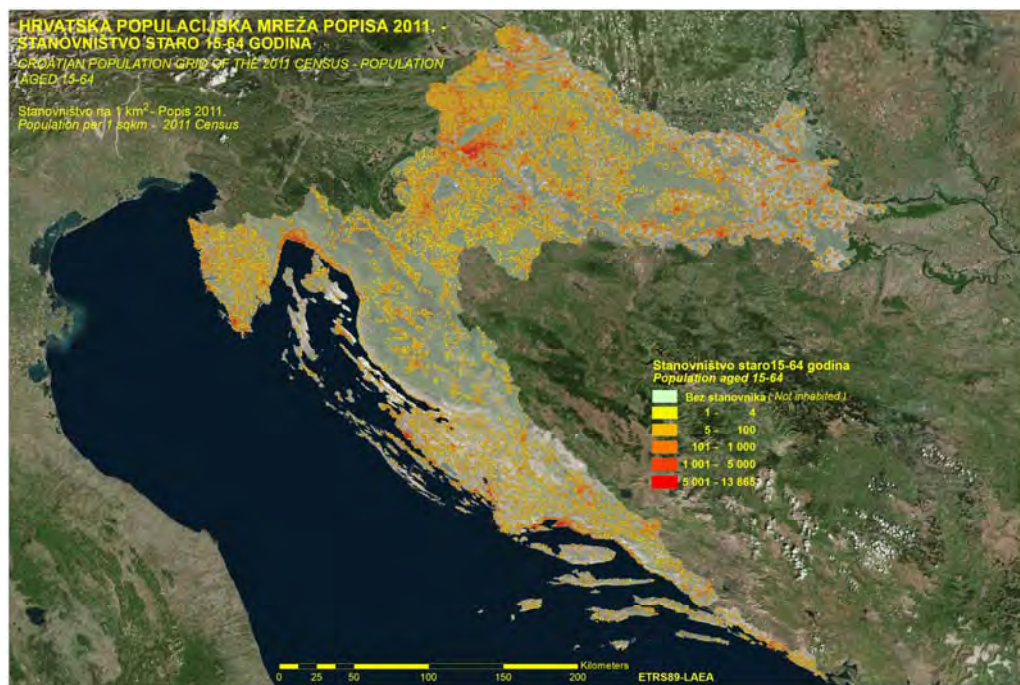 HRVATSKA POPULACIJSKA MREŽA POPISA 2011. -
STANOVNIŠTVO STARO 15-64 GODINA
CROATIAN POPULATION GRID OF THE 2011 CENSUS - POPULATION
AGED 15-64
Stanovništvo na 1 km² - Popis 2011.
Population per 1 sqkm - 2011 Census
Stanovništvo staro15-64 godina
Population aged 15-64
Bez stanovnika ( Not inhabited )
1 - 4
5 - 100
101 - 1 000
1 001 - 5 000
5 001 - 13 865
Kilometers
0 25 50 100 150 200
ETRS89-LAEA